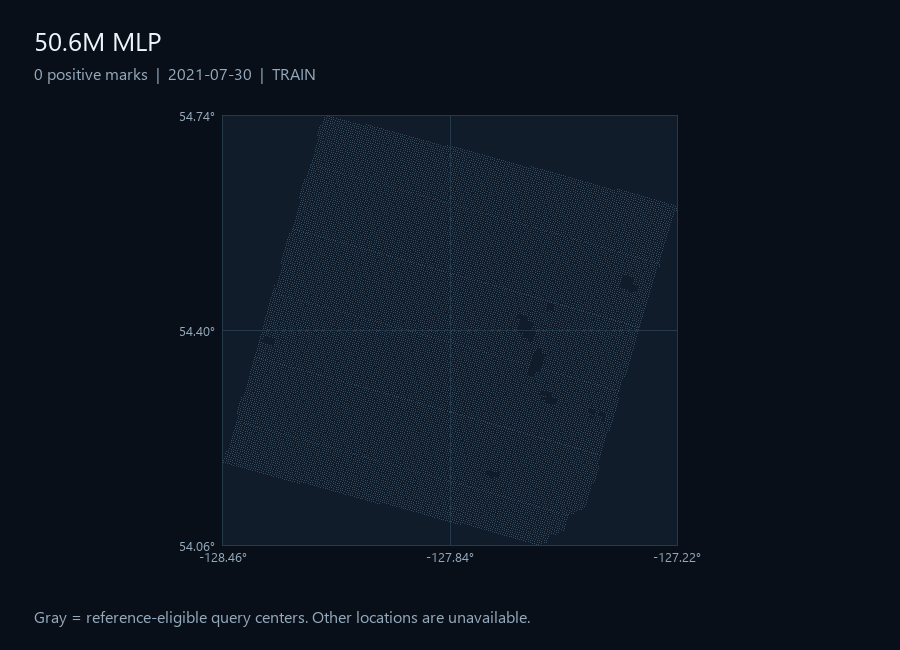 50.6M MLP
0 positive marks | 2021-07-30 | TRAIN
54.74°
54.40°
54.06°
-128.46° -127.84° -127.22°
Gray = reference-eligible query centers. Other locations are unavailable.